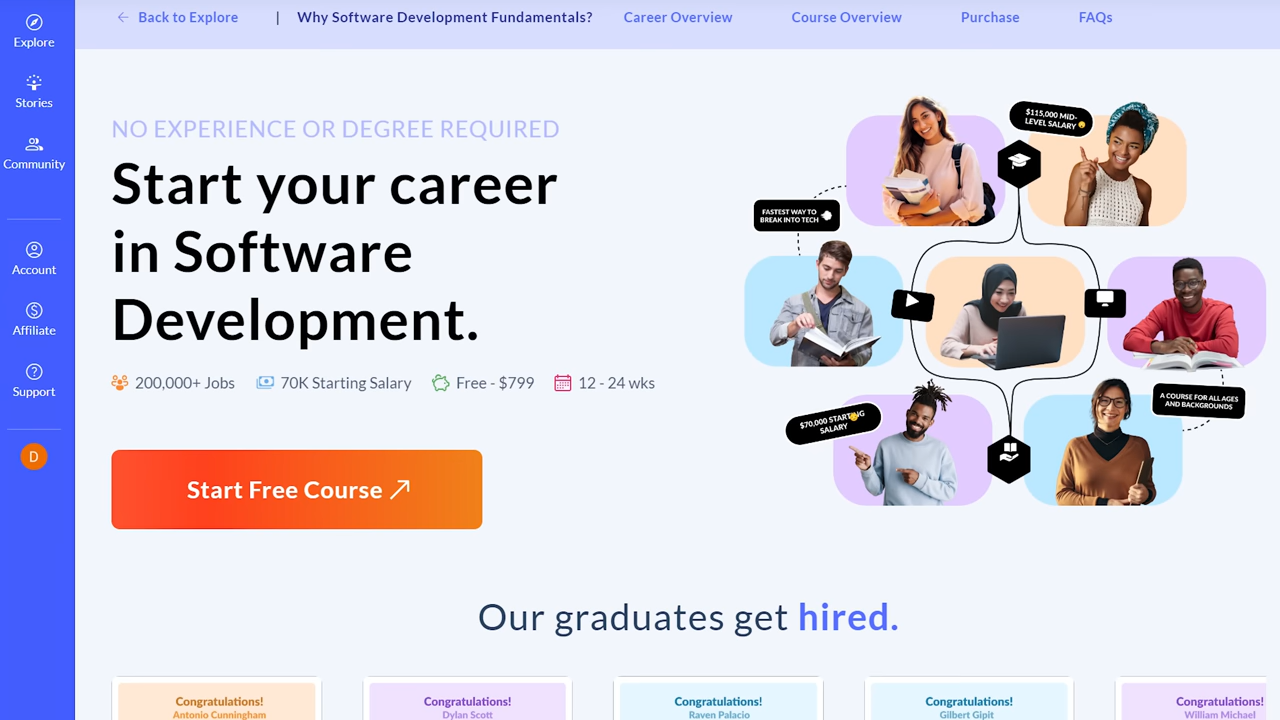 Explore
Stories
Community
Account
Affiliate
Support
D
Back to Explore
|
Why Software Development Fundamentals?
Career Overview
Course Overview
Purchase
FAQs
NO EXPERIENCE OR DEGREE REQUIRED
Start your career
in Software
Development.
200,000+ Jobs
70K Starting Salary
Free - $799
12 - 24 wks
Start Free Course
$115,000 MID-
LEVEL SALARY
FASTEST WAY TO
BREAK INTO TECH
$70,000 STARTING
SALARY
A COURSE FOR ALL AGES
AND BACKGROUNDS
Our graduates get hired.
Congratulations!
Antonio Cunningham
Congratulations!
Dylan Scott
Congratulations!
Raven Palacio
Congratulations!
Gilbert Gipit
Congratulations!
William Michael